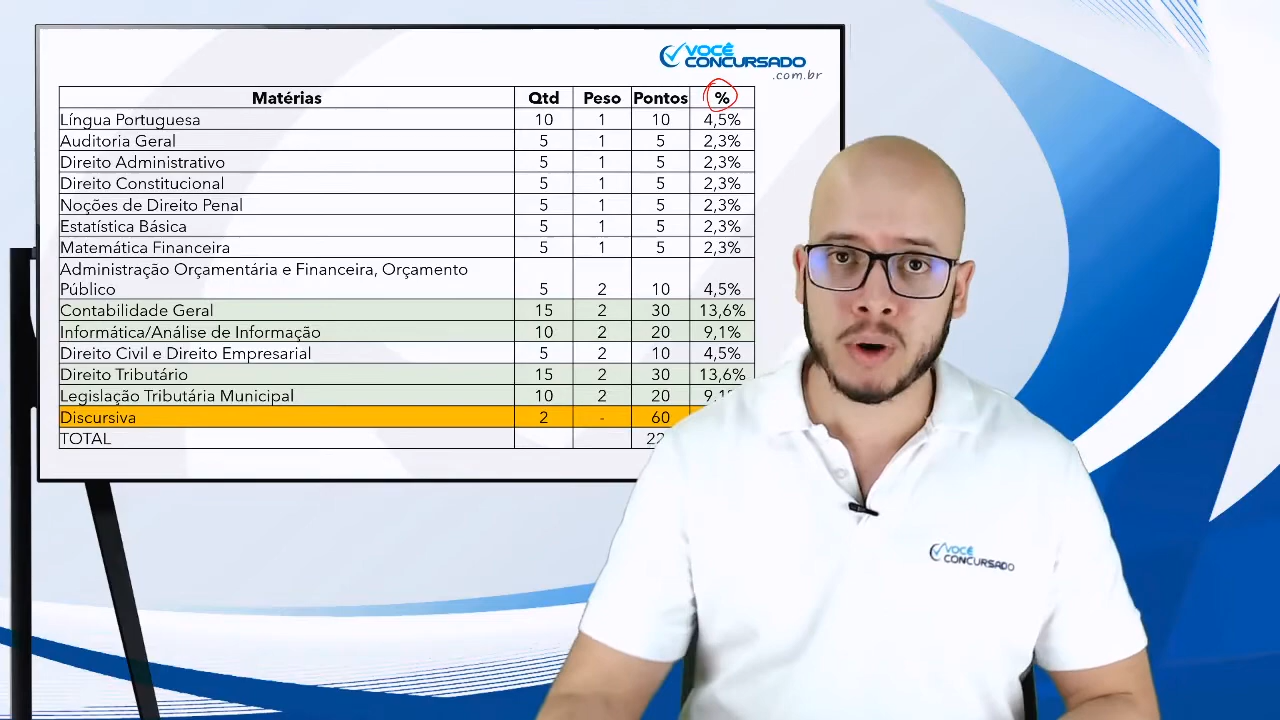 VOCÊ
CONCURSADO
.com.br
Matérias Qtd Peso Pontos %
Língua Portuguesa 10 1 10 4,5%
Auditoria Geral 5 1 5 2,3%
Direito Administrativo 5 1 5 2,3%
Direito Constitucional 5 1 5 2,3%
Noções de Direito Penal 5 1 5 2,3%
Estatística Básica 5 1 5 2,3%
Matemática Financeira 5 1 5 2,3%
Administração Orçamentária e Financeira, Orçamento
Público 5 2 10 4,5%
Contabilidade Geral 15 2 30 13,6%
Informática/Análise de Informação 10 2 20 9,1%
Direito Civil e Direito Empresarial 5 2 10 4,5%
Direito Tributário 15 2 30 13,6%
Legislação Tributária Municipal 10 2 20
Discursiva 2 - 60
TOTAL
VOCÊ
CONCURSADO